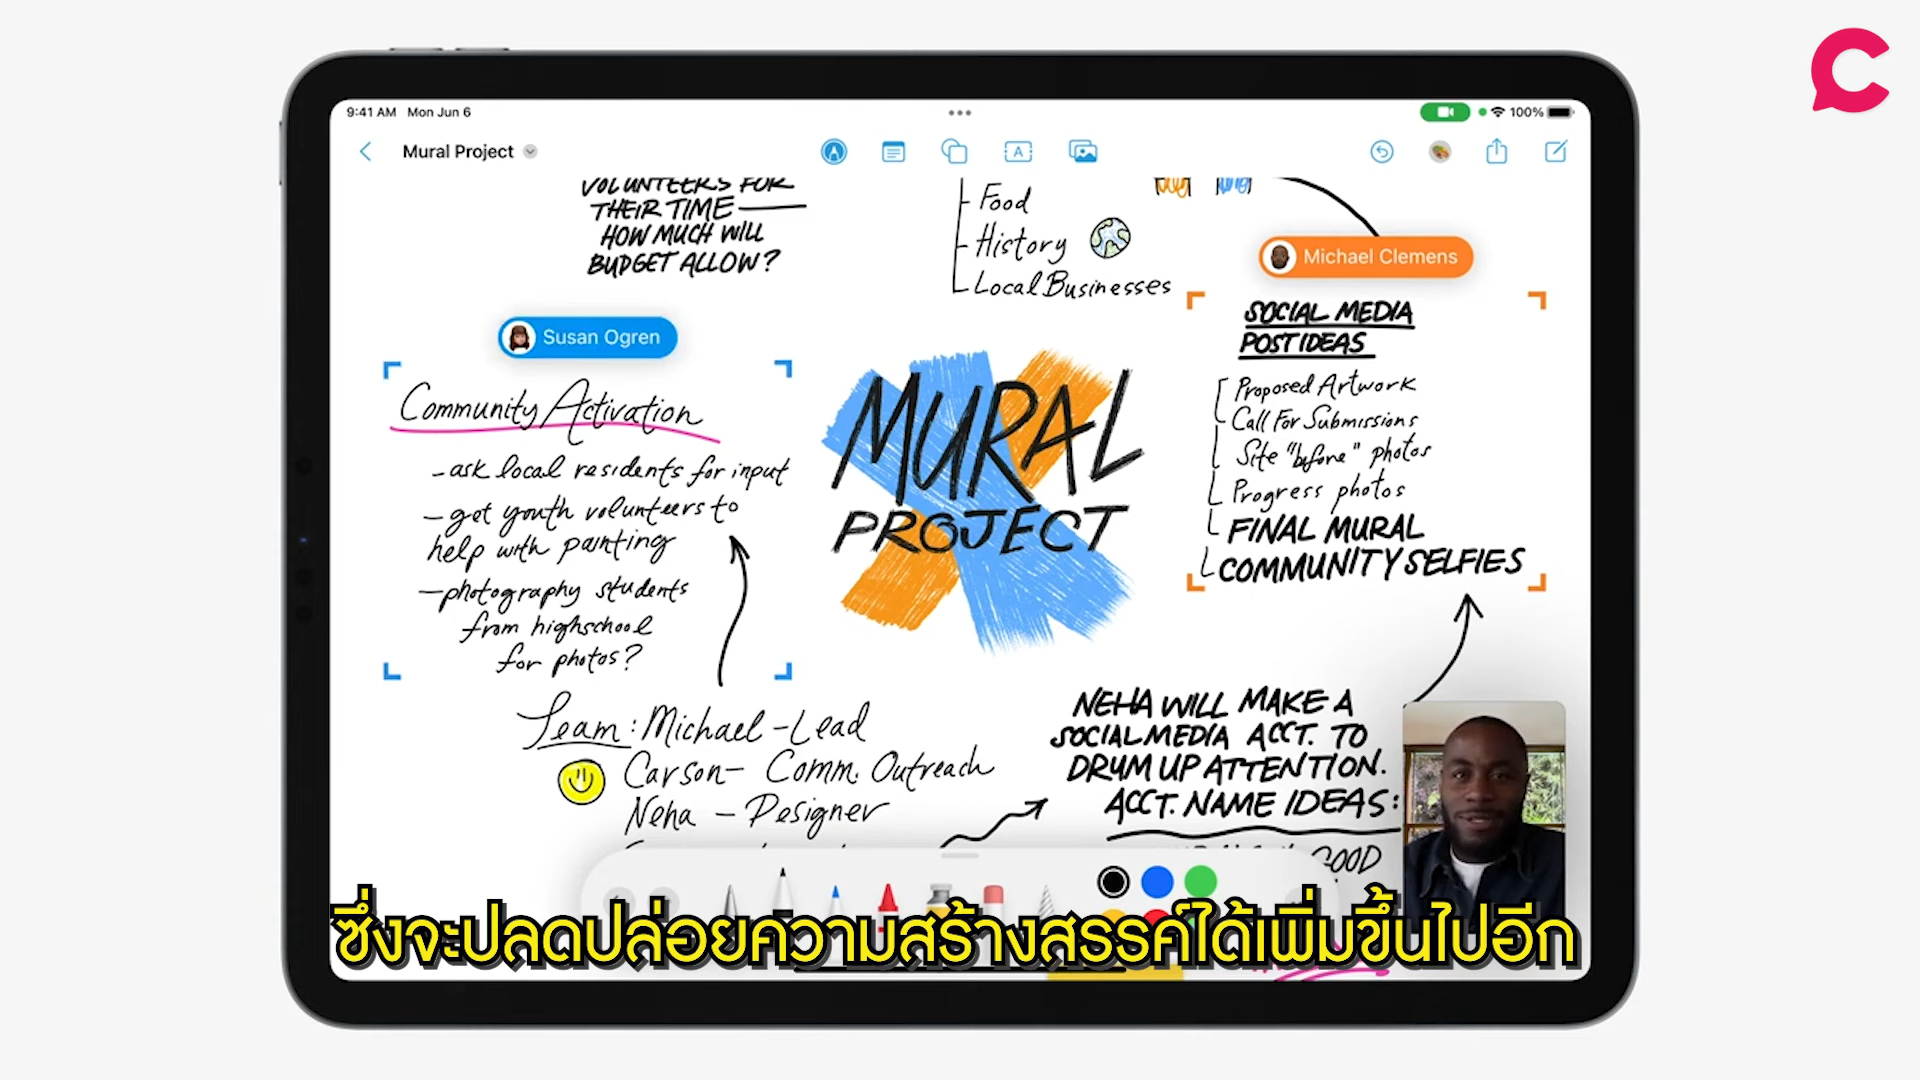 9:41 AM Mon Jun 6
100%
Mural Project
VOLUNTEERS FOR
THEIR TIME
HOW MUCH WILL
BUDGET ALLOW?
- Food
- History
- Local Businesses
Michael Clemens
SOCIAL MEDIA
POST IDEAS
Proposed Artwork
Call For Submissions
Site "before" photos
Progress photos
FINAL MURAL
COMMUNITY SELFIES
Susan Ogren
Community Activation
- ask local residents for input
- get youth volunteers to
help with painting
- photography students
from highschool
for photos?
MURAL
PROJECT
Team: Michael - Lead
Carson - Comm. Outreach
Neha - Designer
NEHA WILL MAKE A
SOCIAL MEDIA ACCT. TO
DRUM UP ATTENTION.
ACCT. NAME IDEAS:
GOOD
ซึ่งจะปลดปล่อยความสร้างสรรค์ได้เพิ่มขึ้นไปอีก